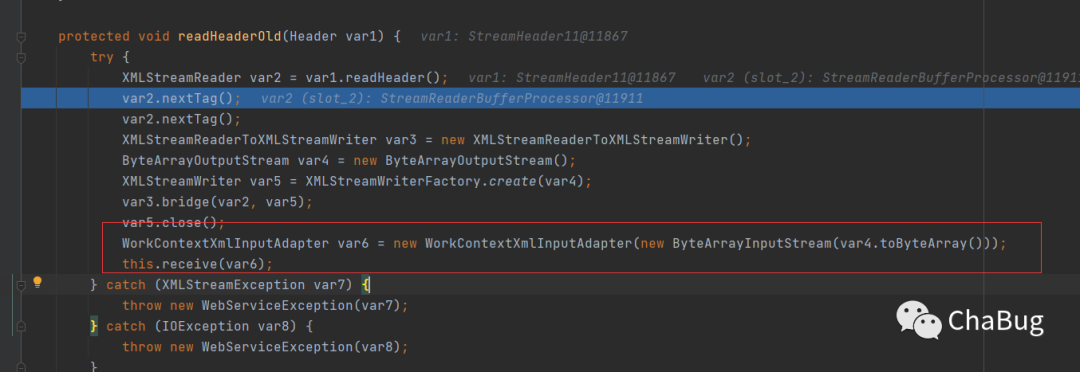 protected void readHeaderOld(Header var1) { var1: StreamHeader11@11867
try {
XMLStreamReader var2 = var1.readHeader(); var1: StreamHeader11@11867 var2 (slot_2): StreamReaderBufferProcessor@1191
var2.nextTag(); var2 (slot_2): StreamReaderBufferProcessor@11911
var2.nextTag();
XMLStreamReaderToXMLStreamWriter var3 = new XMLStreamReaderToXMLStreamWriter();
ByteArrayOutputStream var4 = new ByteArrayOutputStream();
XMLStreamWriter var5 = XMLStreamWriterFactory.create(var4);
var3.bridge(var2, var5);
var5.close();
WorkContextXmlInputAdapter var6 = new WorkContextXmlInputAdapter(new ByteArrayInputStream(var4.toByteArray()));
this.receive(var6);
} catch (XMLStreamException var7) {
throw new WebServiceException(var7);
} catch (IOException var8) {
throw new WebServiceException(var8);
}
ChaBug